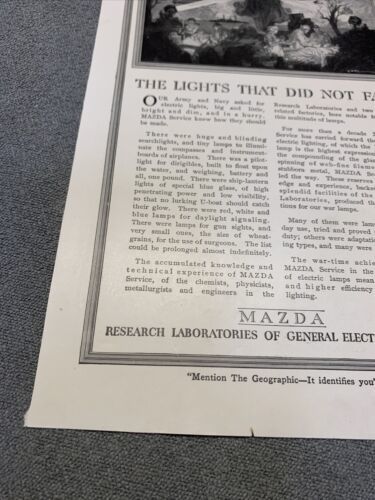 THE LIGHTS THAT DID NOT FA
OUR Army and Navy asked for
electric lights, big and little,
bright and dim, and in a hurry.
MAZDA Service knew how they should
be made.
There were huge and blinding
searchlights, and tiny lamps to illumi-
nate the compasses and instrument-
boards of airplanes. There was a pilot-
light for dirigibles, built to float upon
the water, and weighing, battery and
all, one pound. There were ship-lantern
lights of special blue glass, of high
penetrating power and low visibility,
so that no lurking U-boat should catch
their glow. There were red, white and
blue lamps for daylight signaling.
There were lamps for gun sights, and
very small ones, the size of wheat-
grains, for the use of surgeons. The list
could be prolonged almost indefinitely.
The accumulated knowledge and
technical experience of MAZDA
Service, of the chemists, physicists,
metallurgists and engineers in the
Research Laboratories and two
related factories, bore notable
this multitude of lamps.
For more than a decade
Service has carried forward the
electric lighting, of which the
lamp is the highest expression
the compounding of the glass
spinning of web-fine filame
stubborn metal, MAZDA Se
led the way. These reserves
edge and experience, backed
splendid facilities of the
Laboratories, produced th
tions for our war lamps.
Many of them were lam
day use, tried and proved
duty; others were adaptatio
ing types, and many were
The war-time achie
MAZDA Service in the
of electric lamps mean
and higher efficiency
lighting.
MAZDA
RESEARCH LABORATORIES OF GENERAL ELECT
"Mention The Geographic—It identifies you"